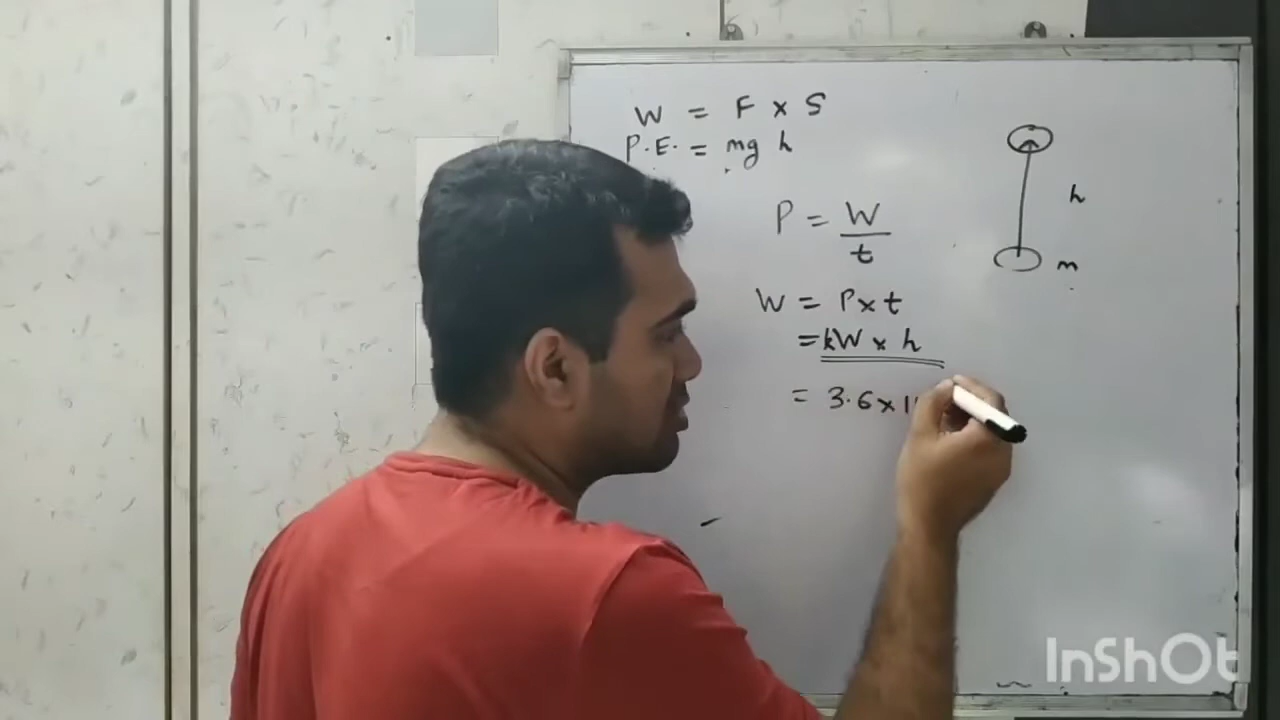 W = F x S
P.E. = mg h
h
P = W
t
m
W = P x t
= kW x h
= 3.6 x 1
InShOt